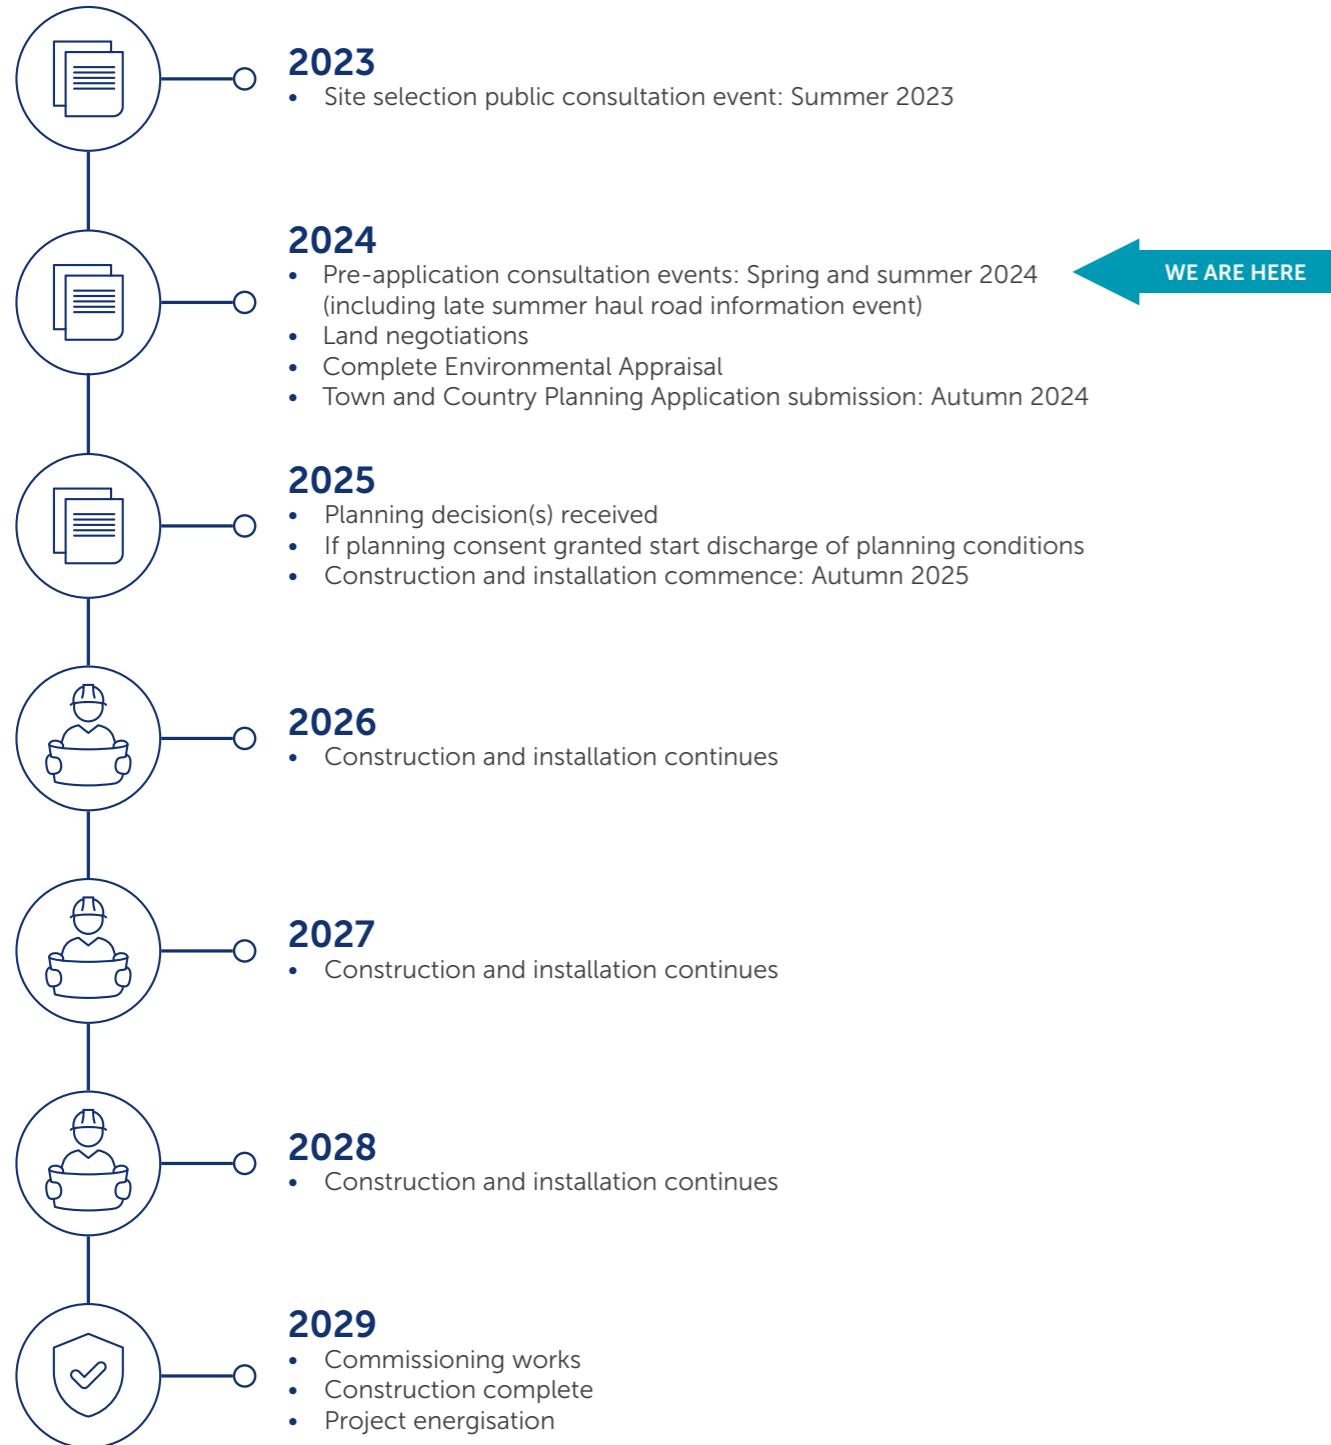 2023
• Site selection public consultation event: Summer 2023
2024
• Pre-application consultation events: Spring and summer 2024
(including late summer haul road information event)
WE ARE HERE
• Land negotiations
• Complete Environmental Appraisal
• Town and Country Planning Application submission: Autumn 2024
2025
• Planning decision(s) received
• If planning consent granted start discharge of planning conditions
• Construction and installation commence: Autumn 2025
2026
• Construction and installation continues
2027
• Construction and installation continues
2028
• Construction and installation continues
2029
• Commissioning works
• Construction complete
• Project energisation